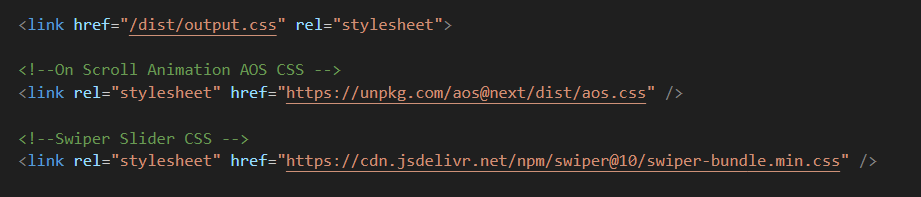 <link href="/dist/output.css" rel="stylesheet">
<!--On Scroll Animation AOS CSS -->
<link rel="stylesheet" href="https://unpkg.com/aos@next/dist/aos.css" />
<!--Swiper Slider CSS -->
<link rel="stylesheet" href="https://cdn.jsdelivr.net/npm/swiper@10/swiper-bundle.min.css" />